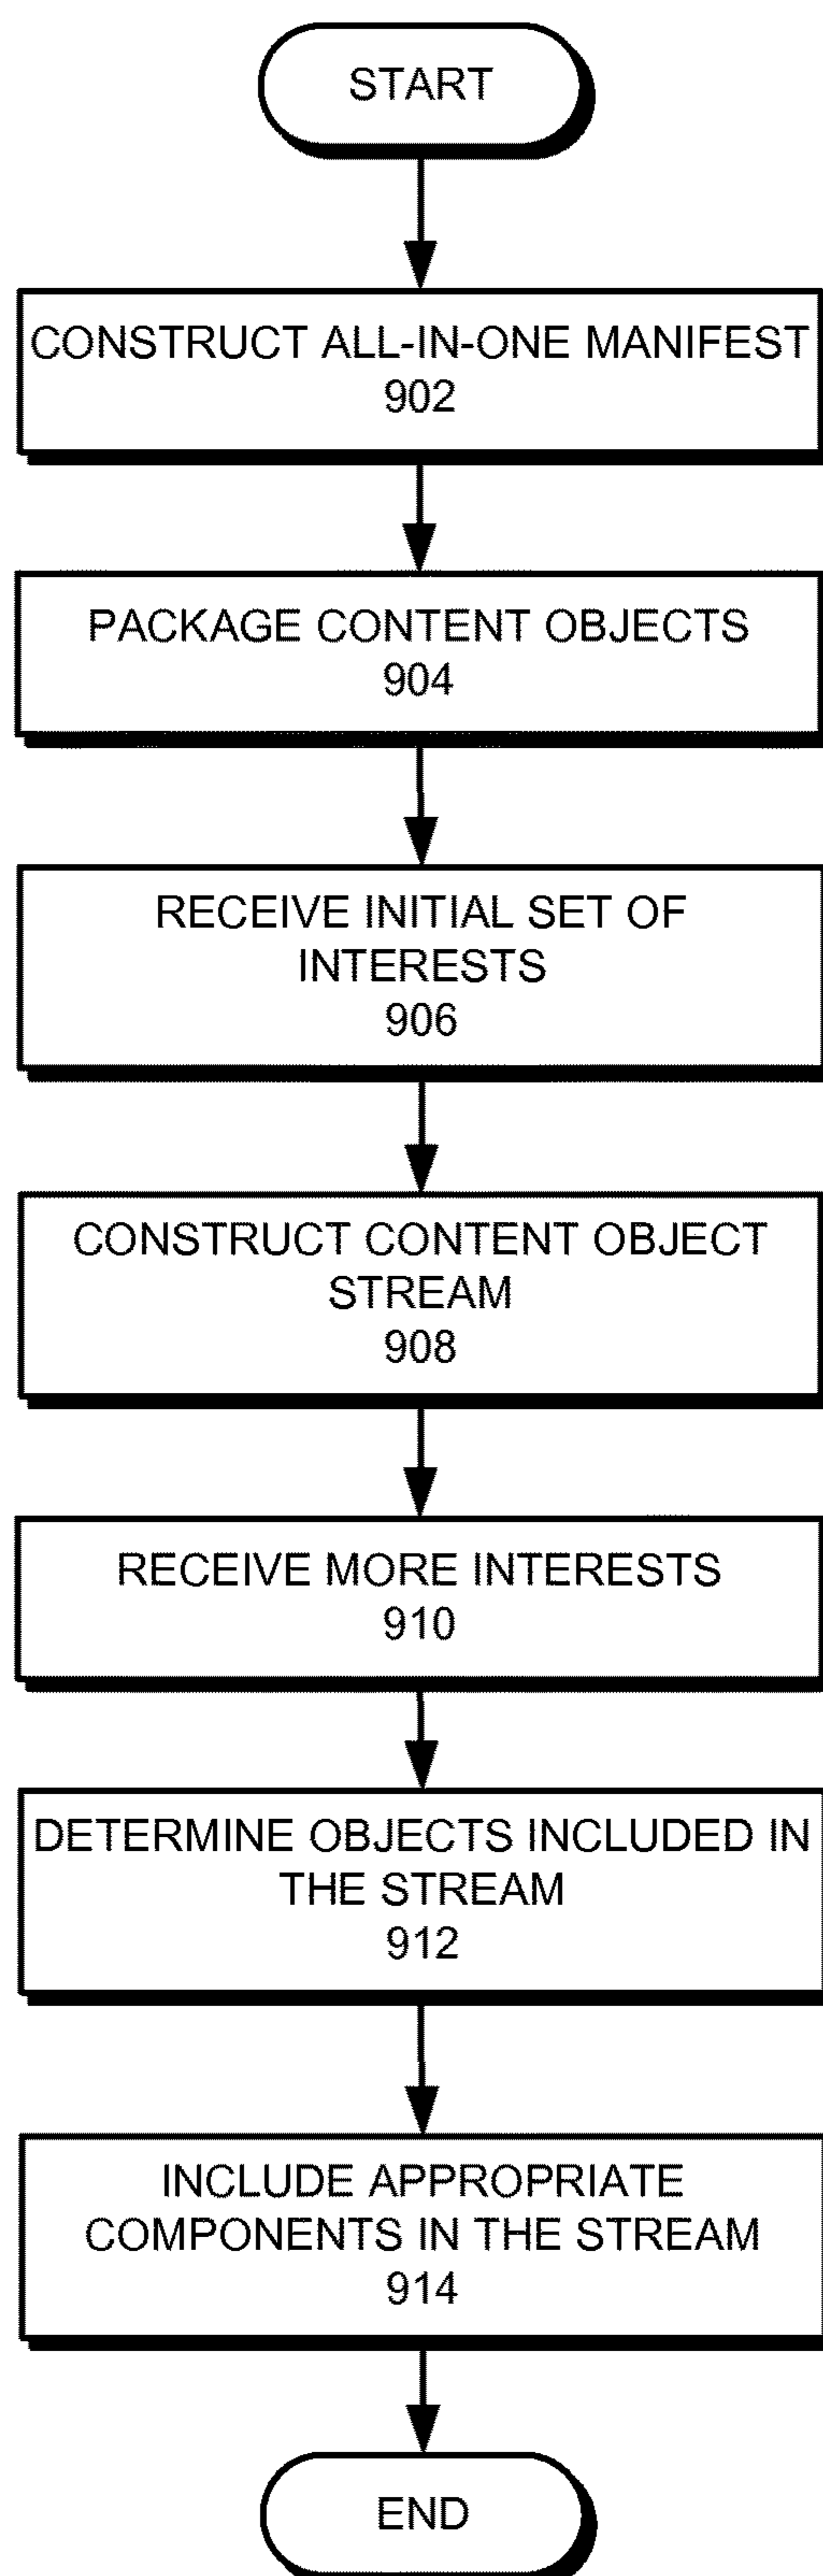 START
CONSTRUCT ALL-IN-ONE MANIFEST
902
PACKAGE CONTENT OBJECTS
904
RECEIVE INITIAL SET OF
INTERESTS
906
CONSTRUCT CONTENT OBJECT
STREAM
908
RECEIVE MORE INTERESTS
910
DETERMINE OBJECTS INCLUDED IN
THE STREAM
912
INCLUDE APPROPRIATE
COMPONENTS IN THE STREAM
914
END